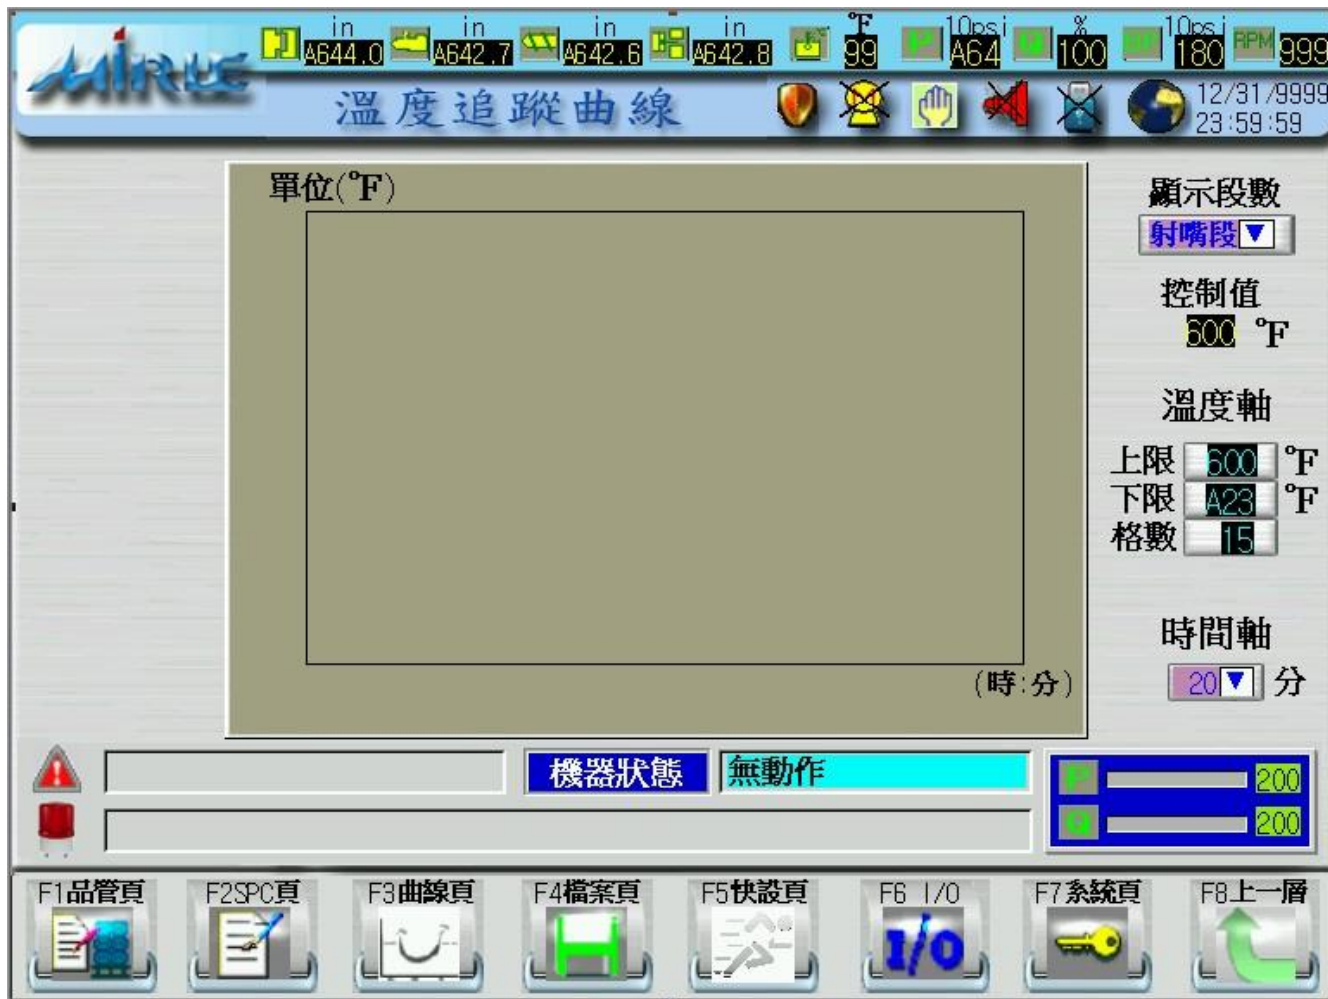 MIRLE
in in in in °F 10psi % 10psi
A644.0 A642.7 A642.6 A642.8 99 P A64 Q 100 180 RPM 999
溫度追蹤曲線
12/31/9999
23:59:59
單位(°F)
(時:分)
顯示段數
射嘴段▼
控制值
600 °F
溫度軸
上限 600 °F
下限 A23 °F
格數 15
時間軸
20▼ 分
機器狀態 無動作
P 200
Q 200
F1品管頁 F2SPC頁 F3曲線頁 F4檔案頁 F5快設頁 F6 I/O F7系統頁 F8上一層
I/O